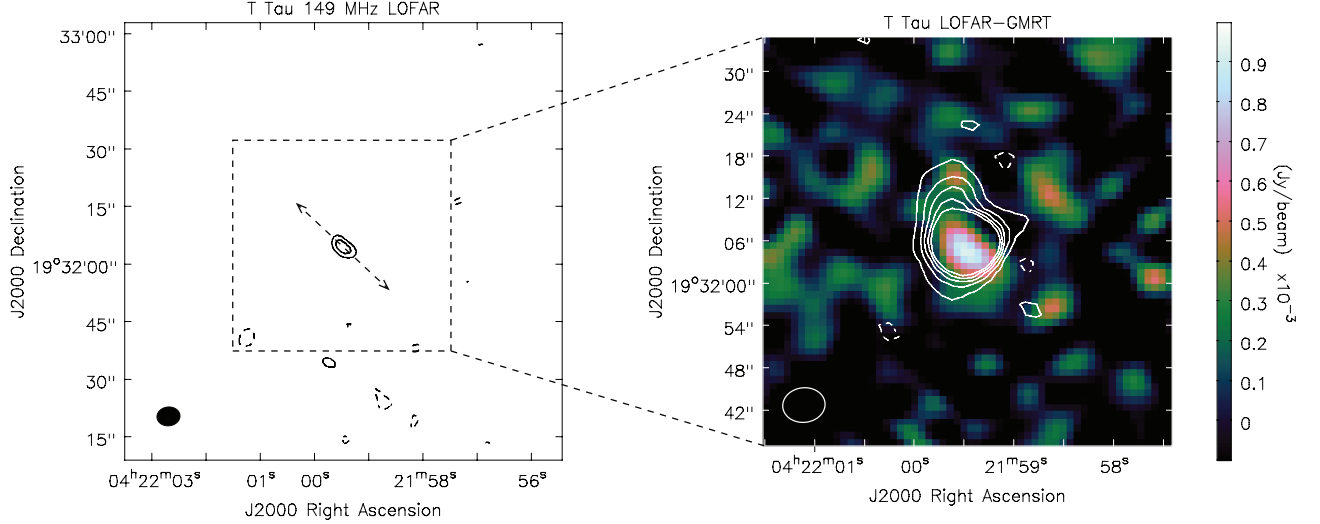 T Tau 149 MHz LOFAR
33'00"
45"
30"
15"
19°32'00"
45"
30"
15"
J2000 Declination
04ʰ22ᵐ03ˢ
01ˢ
00ˢ
21ᵐ58ˢ
56ˢ
J2000 Right Ascension
T Tau LOFAR-GMRT
30"
24"
18"
12"
06"
19°32'00"
54"
48"
42"
J2000 Declination
04ʰ22ᵐ01ˢ
00ˢ
21ᵐ59ˢ
58ˢ
J2000 Right Ascension
0.9
0.8
0.7
0.6
0.5
0.4
0.3
0.2
0.1
0
(Jy/beam) ×10⁻³